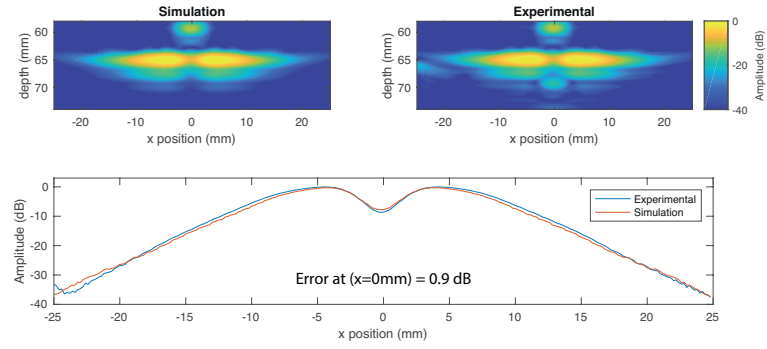 Simulation
60
65
70
depth (mm)
-20
-10
0
10
20
x position (mm)
Experimental
60
65
70
depth (mm)
-20
-10
0
10
20
x position (mm)
0
-20
-40
Amplitude (dB)
0
-10
-20
-30
-40
Amplitude (dB)
Experimental
Simulation
Error at (x=0mm) = 0.9 dB
-25
-20
-15
-10
-5
0
5
10
15
20
25
x position (mm)